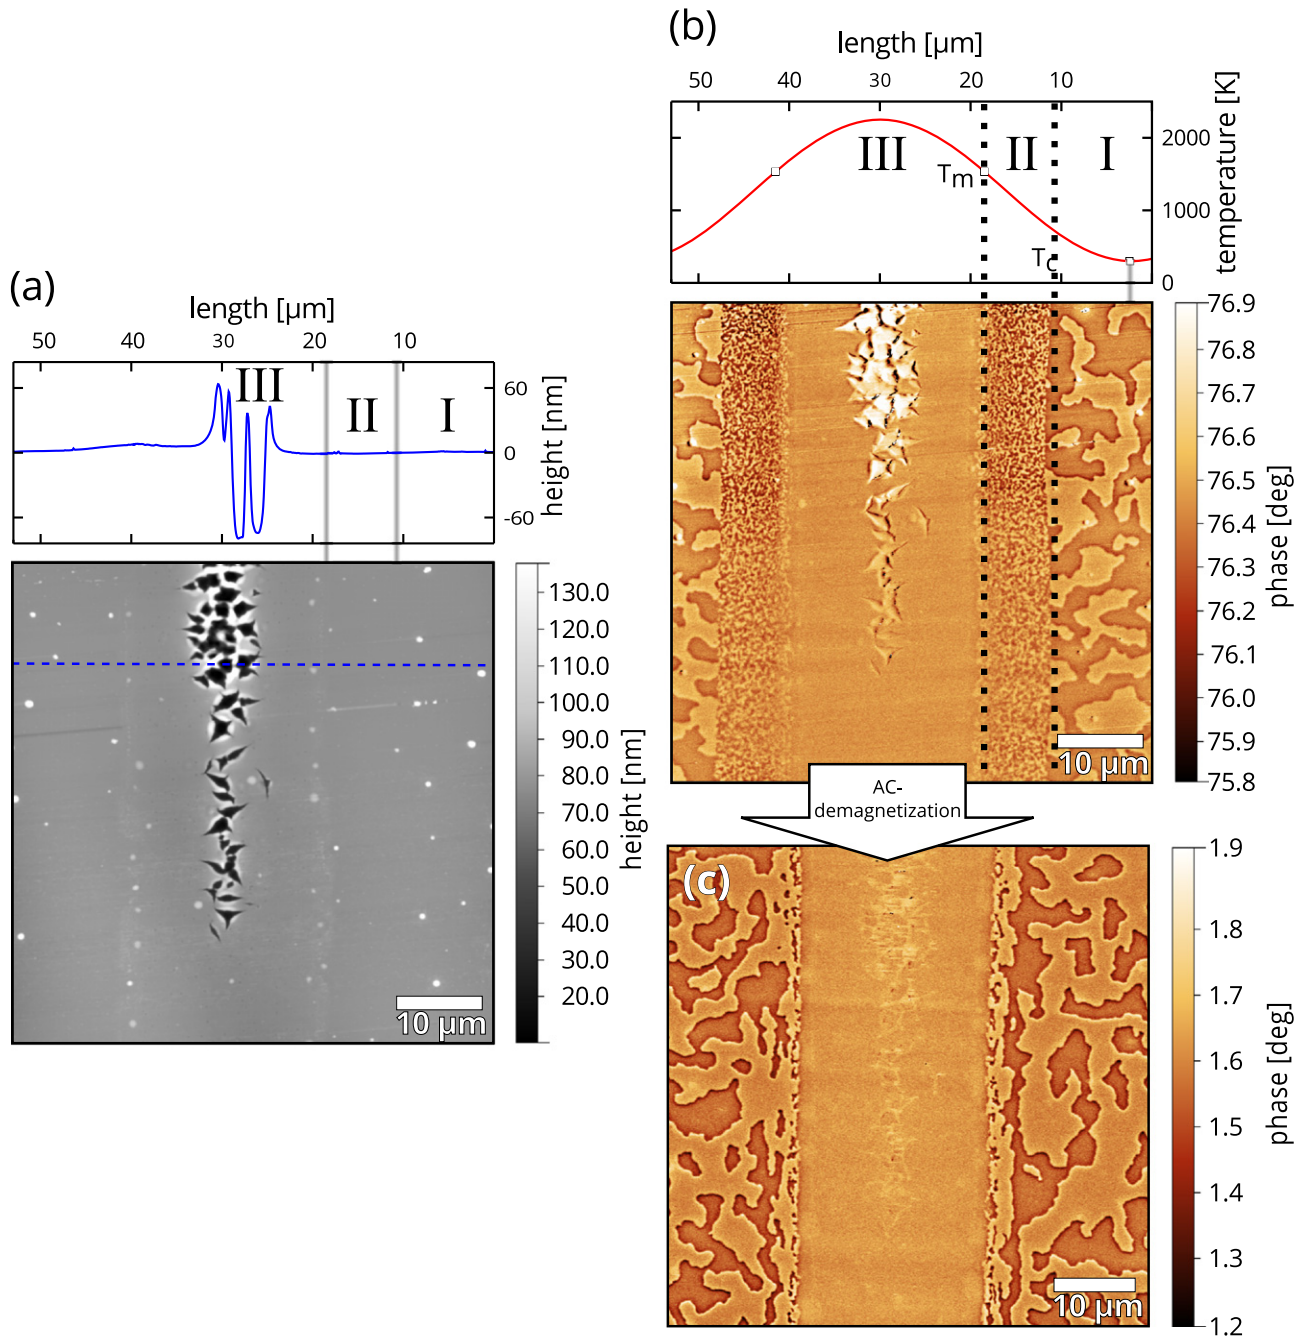 (a)
length [µm]
50 40 30 20 10
III II I
60
0
-60
height [nm]
130.0
120.0
110.0
100.0
90.0
80.0
70.0
60.0
50.0
40.0
30.0
20.0
height [nm]
10 µm
(b)
length [µm]
50 40 30 20 10
III II I
Tm
Tc
2000
1000
0
temperature [K]
76.9
76.8
76.7
76.6
76.5
76.4
76.3
76.2
76.1
76.0
75.9
75.8
phase [deg]
10 µm
AC-
demagnetization
(c)
1.9
1.8
1.7
1.6
1.5
1.4
1.3
1.2
phase [deg]
10 µm